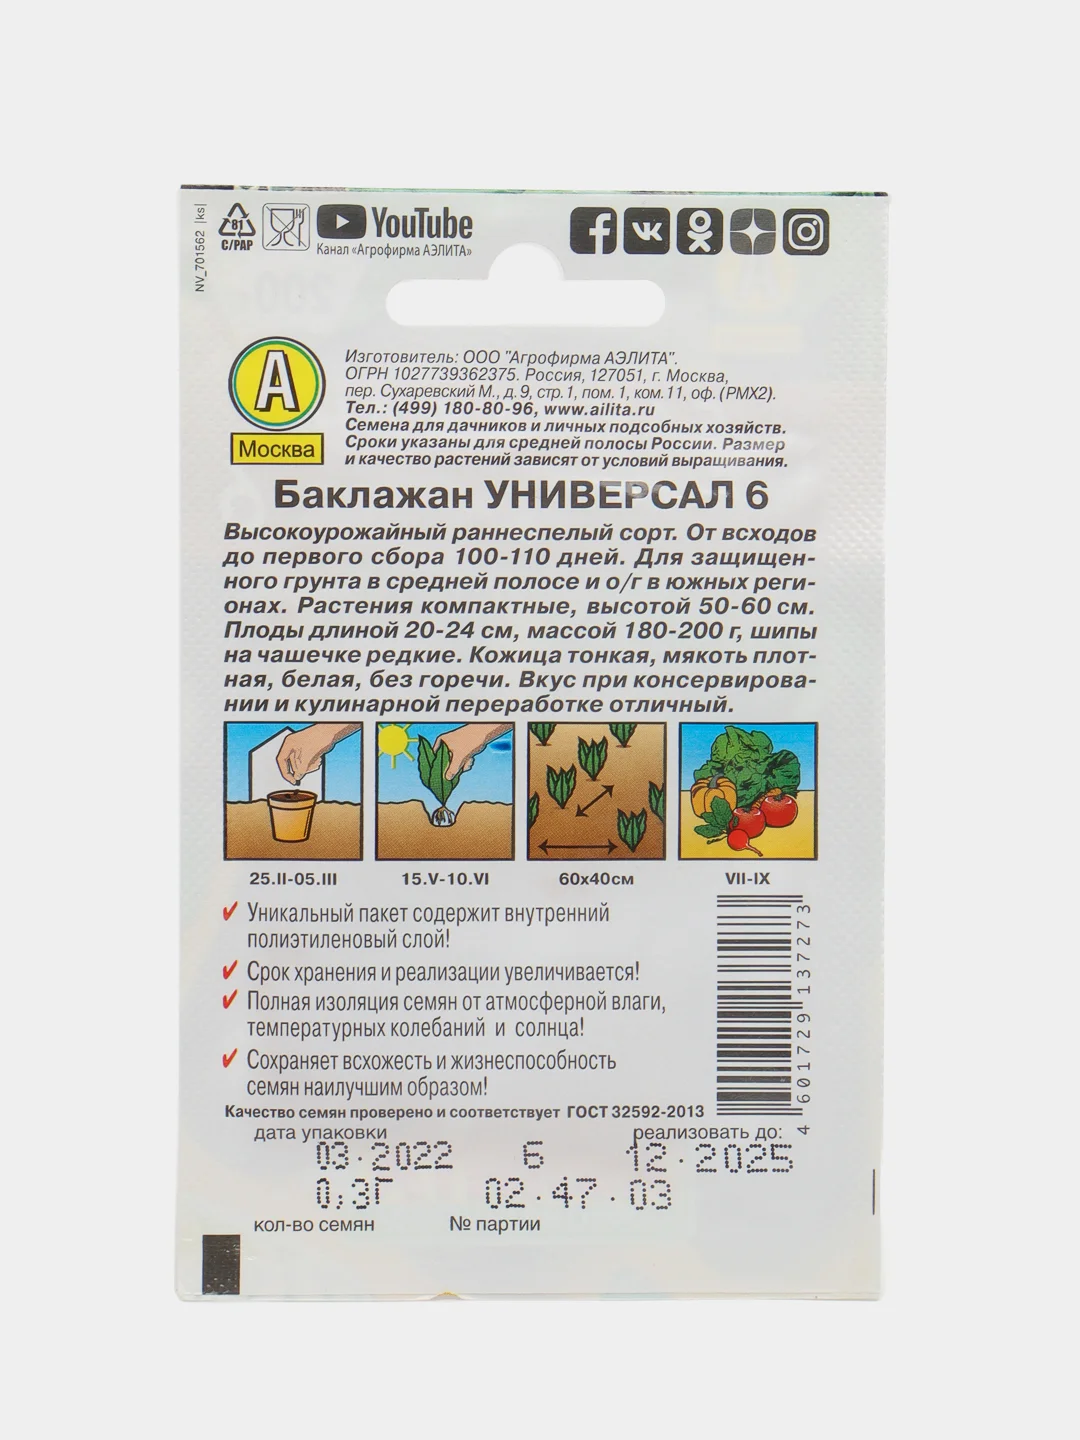 NV_701562 |ks|
81
C/PAP
YouTube
Канал «Агрофирма АЭЛИТА»
А
Москва
Изготовитель: ООО "Агрофирма АЭЛИТА".
ОГРН 1027739362375. Россия, 127051, г. Москва,
пер. Сухаревский М., д. 9, стр. 1, пом. 1, ком. 11, оф. (РМХ2).
Тел.: (499) 180-80-96, www.ailita.ru
Семена для дачников и личных подсобных хозяйств.
Сроки указаны для средней полосы России. Размер
и качество растений зависят от условий выращивания.
Баклажан УНИВЕРСАЛ 6
Высокоурожайный раннеспелый сорт. От всходов
до первого сбора 100-110 дней. Для защищен-
ного грунта в средней полосе и о/г в южных реги-
онах. Растения компактные, высотой 50-60 см.
Плоды длиной 20-24 см, массой 180-200 г, шипы
на чашечке редкие. Кожица тонкая, мякоть плот-
ная, белая, без горечи. Вкус при консервирова-
нии и кулинарной переработке отличный.
25.II-05.III
15.V-10.VI
60х40см
VII-IX
Уникальный пакет содержит внутренний
полиэтиленовый слой!
Срок хранения и реализации увеличивается!
Полная изоляция семян от атмосферной влаги,
температурных колебаний и солнца!
Сохраняет всхожесть и жизнеспособность
семян наилучшим образом!
4 601729 137273
Качество семян проверено и соответствует ГОСТ 32592-2013
дата упаковки реализовать до:
03.2022 6 12.2025
0,3Г 02.47.03
кол-во семян № партии